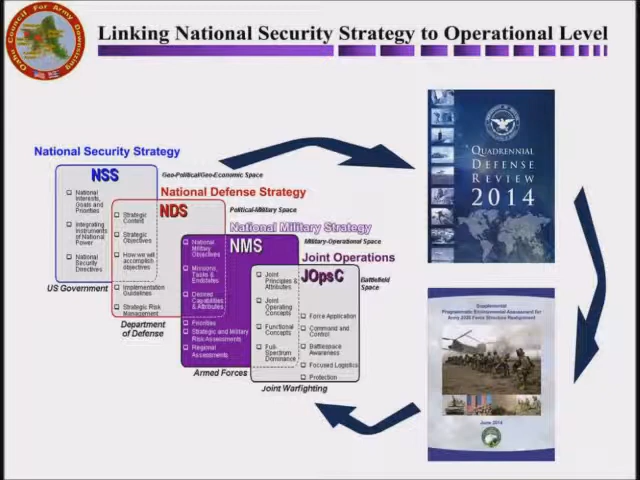 Oahu Council For Army Downsizing
Linking National Security Strategy to Operational Level
National Security Strategy
NSS
Geo-Political/Geo-Economic Space
National Interests, Goals and Priorities
Integrating Instruments of National Power
National Security Directives
US Government
National Defense Strategy
NDS
Political-Military Space
Strategic Context
Strategic Objectives
How we will accomplish objectives
Implementation Guidelines
Strategic Risk Management
Department of Defense
National Military Strategy
NMS
Military-Operational Space
National Military Objectives
Missions, Tasks & Endstates
Desired Capabilities & Attributes
Priorities
Strategic and Military Risk Assessments
Regional Assessments
Armed Forces
Joint Operations
JOpsC
Battlefield Space
Joint Principles & Attributes
Joint Operating Concepts
Functional Concepts
Full-Spectrum Dominance
Force Application
Command and Control
Battlespace Awareness
Focused Logistics
Protection
Joint Warfighting
QUADRENNIAL
DEFENSE
REVIEW
2014
Supplemental
Programmatic Environmental Assessment for
Army 2020 Force Structure Realignment
June 2014